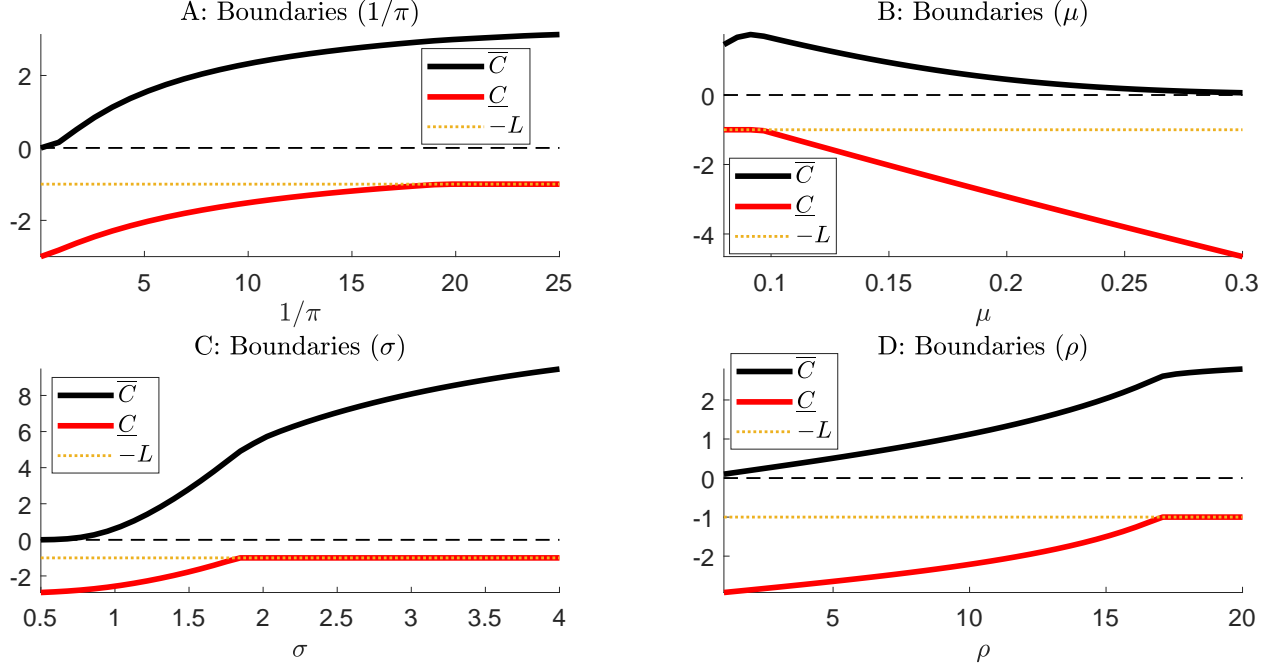 A: Boundaries (1/π)
2
0
-2
5
10
15
20
25
1/π
C̅
C̲
−L
B: Boundaries (μ)
0
-2
-4
0.1
0.15
0.2
0.25
0.3
μ
C̅
C̲
−L
C: Boundaries (σ)
8
6
4
2
0
-2
0.5
1
1.5
2
2.5
3
3.5
4
σ
C̅
C̲
−L
D: Boundaries (ρ)
2
1
0
-1
-2
5
10
15
20
ρ
C̅
C̲
−L